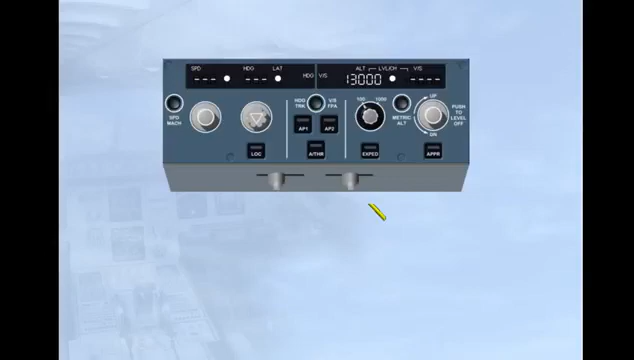 SPD HDG LAT ALT LVL/CH V/S
--- --- HDG V/S 13000 ----
HDG TRK V/S FPA 100 1000 UP
SPD MACH METRIC ALT PUSH TO LEVEL OFF
AP1 AP2
DN
LOC A/THR EXPED APPR